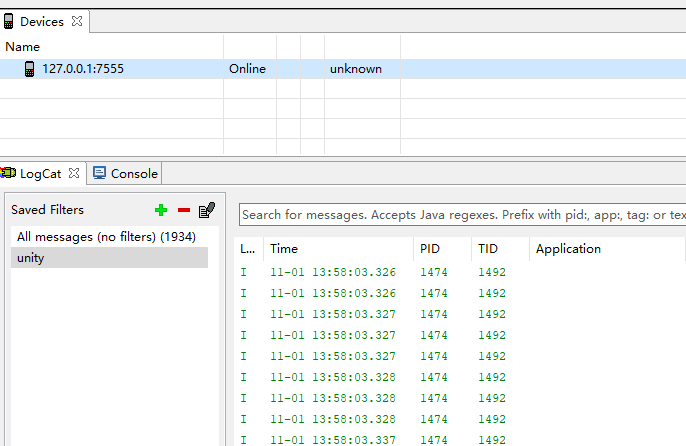 Devices
Name
127.0.0.1:7555 Online unknown
LogCat Console
Saved Filters
Search for messages. Accepts Java regexes. Prefix with pid:, app:, tag: or tex
All messages (no filters) (1934)
unity
L... Time PID TID Application
I 11-01 13:58:03.326 1474 1492
I 11-01 13:58:03.326 1474 1492
I 11-01 13:58:03.327 1474 1492
I 11-01 13:58:03.327 1474 1492
I 11-01 13:58:03.327 1474 1492
I 11-01 13:58:03.328 1474 1492
I 11-01 13:58:03.328 1474 1492
I 11-01 13:58:03.328 1474 1492
I 11-01 13:58:03.337 1474 1492